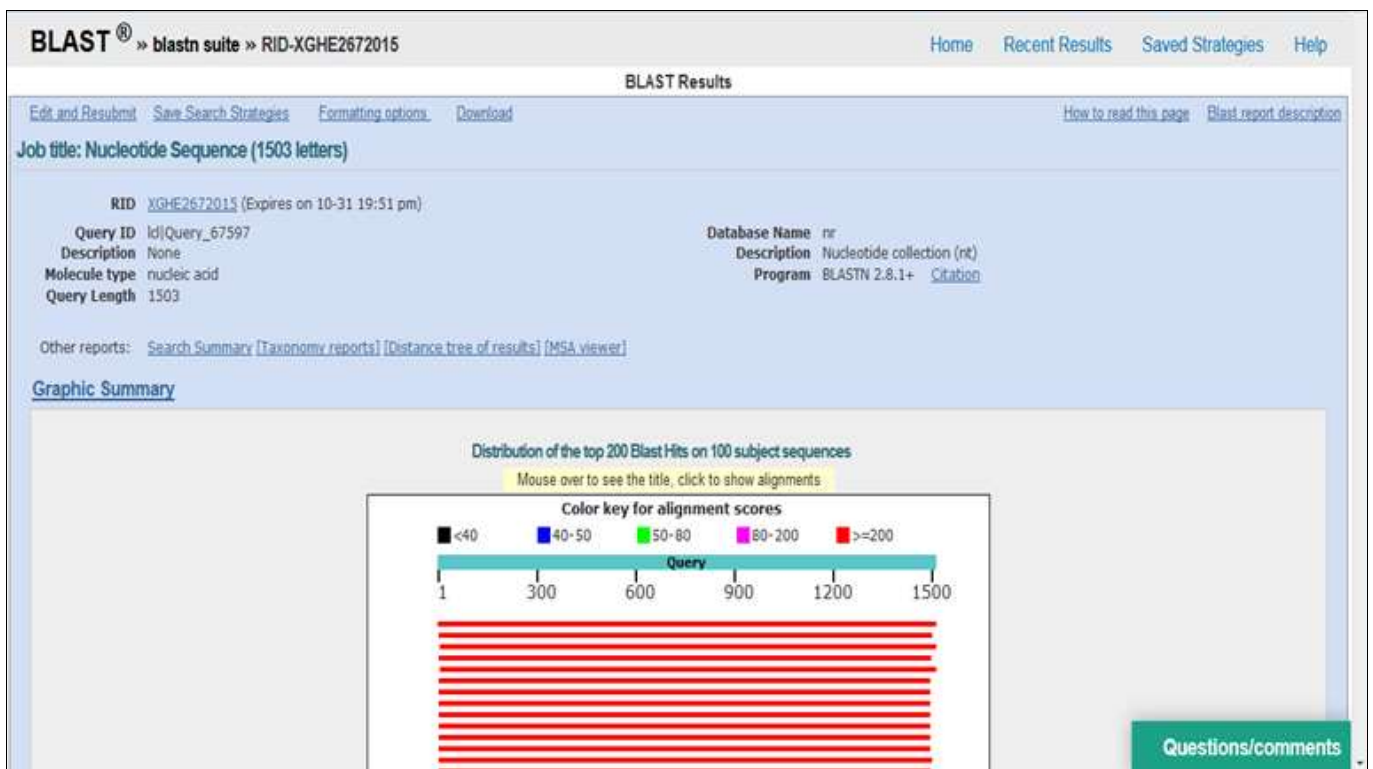 BLAST ® » blastn suite » RID-XGHE2672015
Home Recent Results Saved Strategies Help
BLAST Results
Edit and Resubmit Save Search Strategies Formatting options Download How to read this page Blast report description
Job title: Nucleotide Sequence (1503 letters)
RID XGHE2672015 (Expires on 10-31 19:51 pm)
Query ID ld|Query_67597
Description None
Molecule type nucleic acid
Query Length 1503
Database Name nr
Description Nucleotide collection (nt)
Program BLASTN 2.8.1+ Citation
Other reports: Search Summary [Taxonomy reports] [Distance tree of results] [MSA viewer]
Graphic Summary
Distribution of the top 200 Blast Hits on 100 subject sequences
Mouse over to see the title, click to show alignments
Color key for alignment scores
<40 40-50 50-80 80-200 >=200
Query
1 300 600 900 1200 1500
Questions/comments